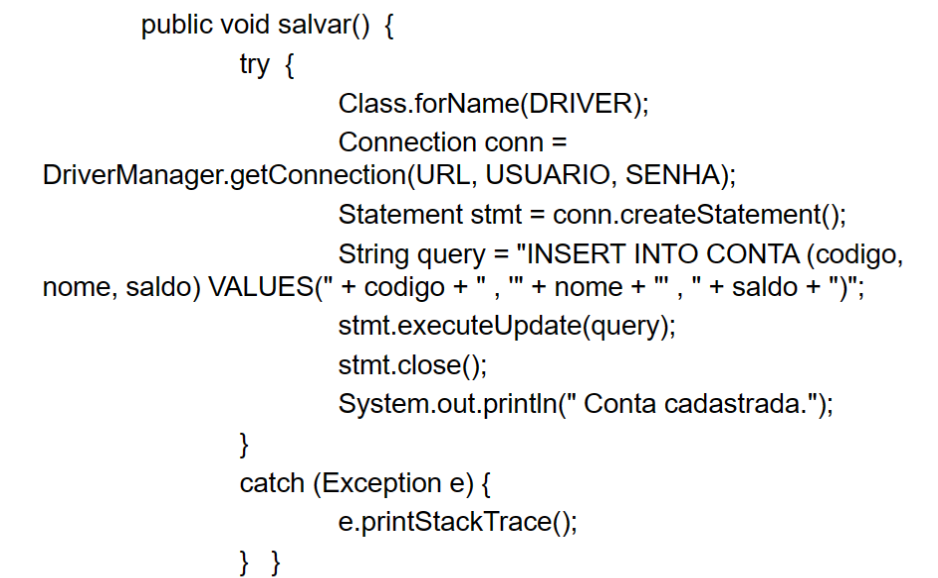 public void salvar() {
try {
Class.forName(DRIVER);
Connection conn =
DriverManager.getConnection(URL, USUARIO, SENHA);
Statement stmt = conn.createStatement();
String query = "INSERT INTO CONTA (codigo,
nome, saldo) VALUES(" + codigo + " , '" + nome + "' , " + saldo + ")";
stmt.executeUpdate(query);
stmt.close();
System.out.println(" Conta cadastrada.");
}
catch (Exception e) {
e.printStackTrace();
} }